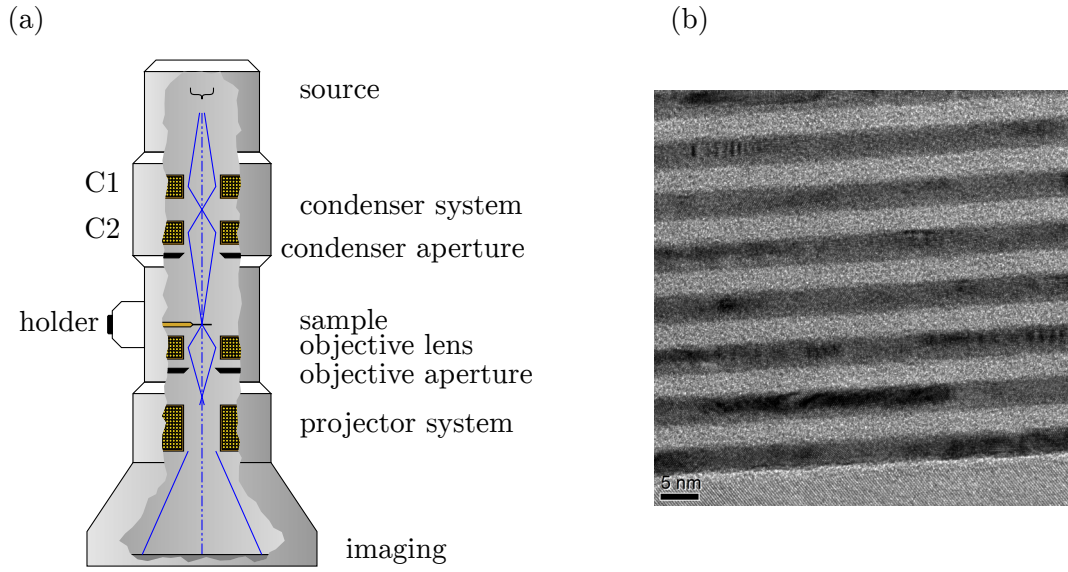 (a)
(b)
source
C1
condenser system
C2
condenser aperture
holder
sample
objective lens
objective aperture
projector system
5 nm
imaging